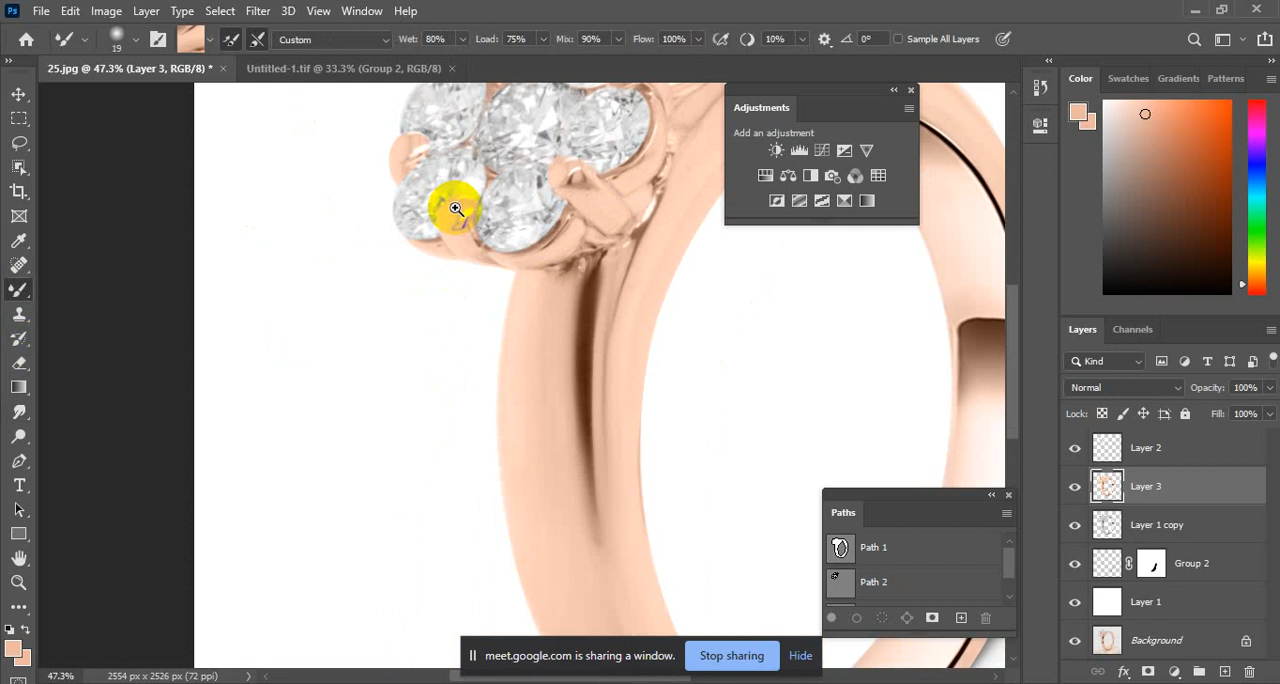 Ps File Edit Image Layer Type Select Filter 3D View Window Help
19 Custom Wet: 80% Load: 75% Mix: 90% Flow: 100% 10% 0° Sample All Layers
25.jpg @ 47.3% (Layer 3, RGB/8) * × Untitled-1.tif @ 33.3% (Group 2, RGB/8) ×
Color Swatches Gradients Patterns
Adjustments
Add an adjustment
Layers Channels
Kind
Normal Opacity: 100%
Lock: Fill: 100%
Layer 2
Layer 3
Layer 1 copy
Group 2
Layer 1
Background
Paths
Path 1
Path 2
meet.google.com is sharing a window. Stop sharing Hide
47.3% 2554 px x 2526 px (72 ppi)